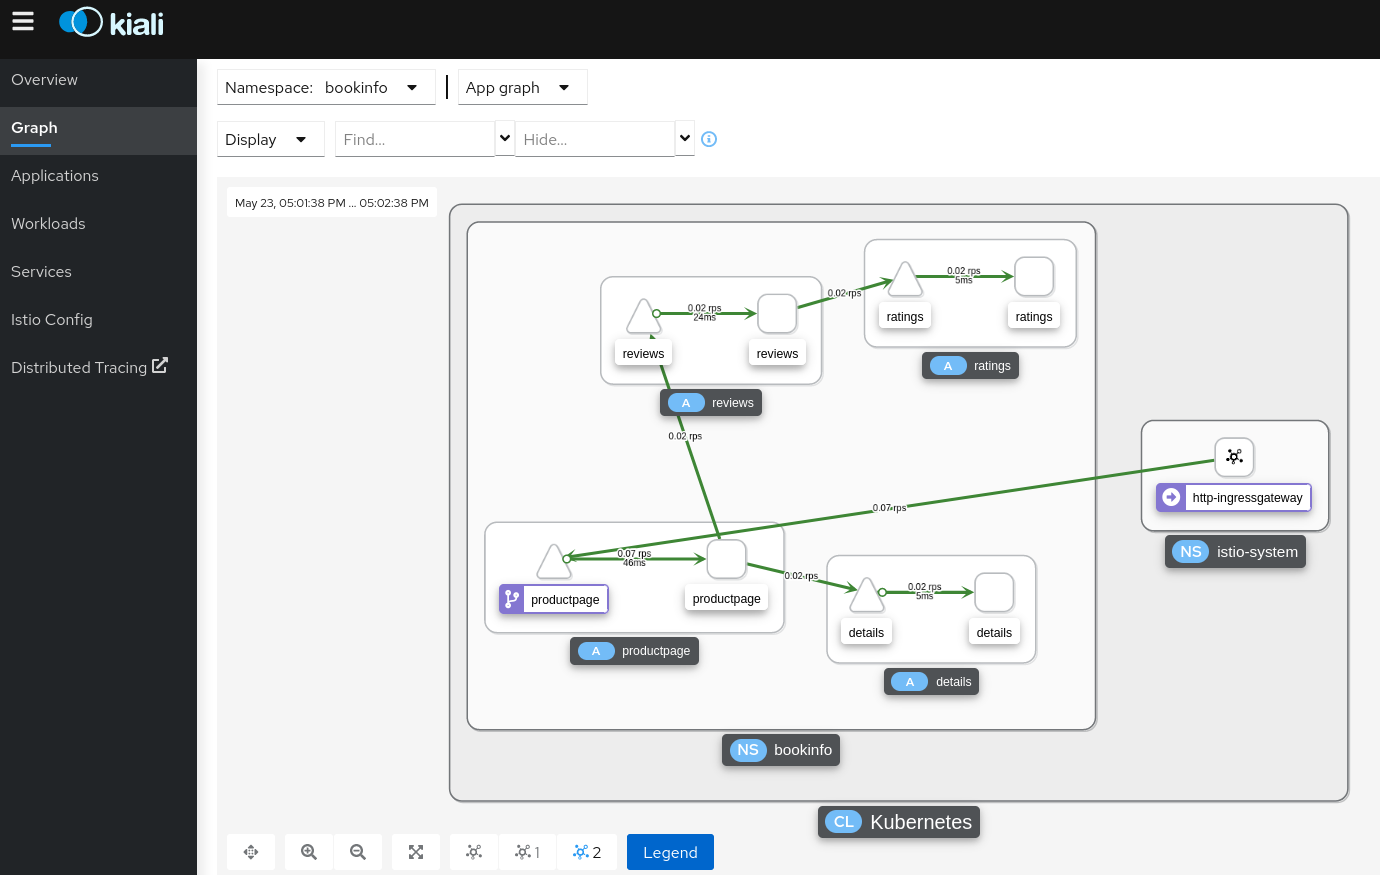 kiali
Overview
Graph
Applications
Workloads
Services
Istio Config
Distributed Tracing
Namespace: bookinfo
App graph
Display
Find...
Hide...
May 23, 05:01:38 PM ... 05:02:38 PM
0.02 rps
5ms
ratings
ratings
A ratings
0.02 rps
0.02 rps
24ms
reviews
reviews
A reviews
0.02 rps
http-ingressgateway
NS istio-system
0.07 rps
0.07 rps
46ms
productpage
productpage
A productpage
0.02 rps
0.02 rps
5ms
details
details
A details
NS bookinfo
CL Kubernetes
1
2
Legend